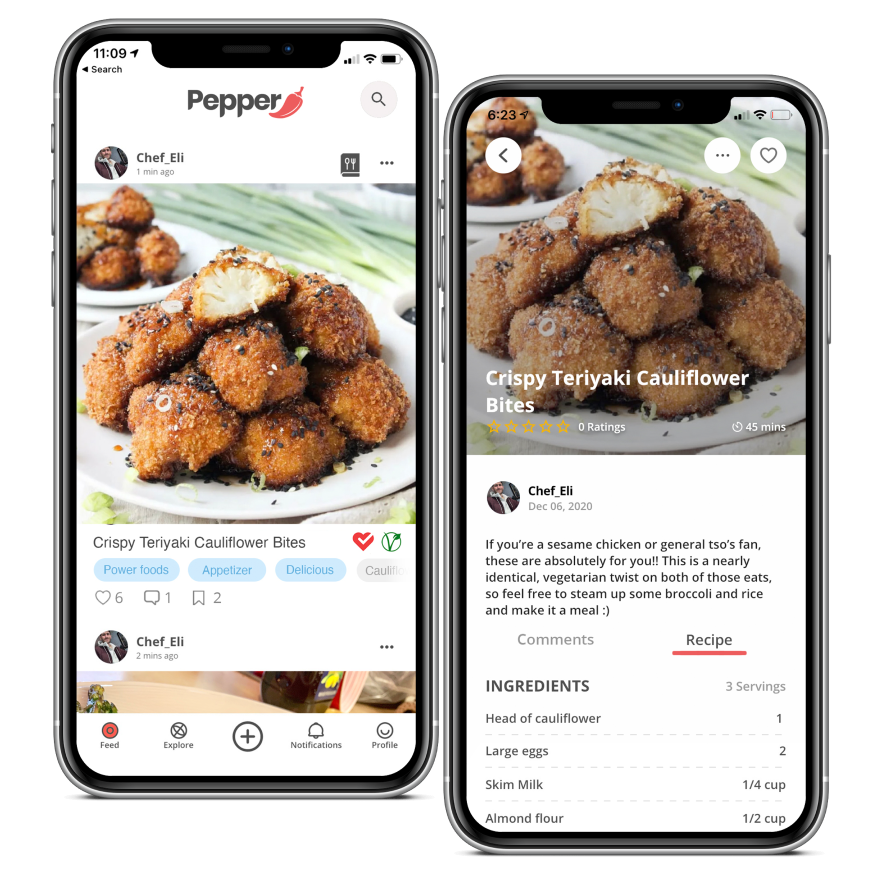 11:09
Search
Pepper
Chef_Eli
1 min ago
Crispy Teriyaki Cauliflower Bites
Power foods
Appetizer
Delicious
Cauliflo
6
1
2
Chef_Eli
2 mins ago
Feed
Explore
Notifications
Profile
6:23
Crispy Teriyaki Cauliflower
Bites
0 Ratings
45 mins
Chef_Eli
Dec 06, 2020
If you're a sesame chicken or general tso's fan,
these are absolutely for you!! This is a nearly
identical, vegetarian twist on both of those eats,
so feel free to steam up some broccoli and rice
and make it a meal :)
Comments
Recipe
INGREDIENTS
3 Servings
Head of cauliflower 1
Large eggs 2
Skim Milk 1/4 cup
Almond flour 1/2 cup